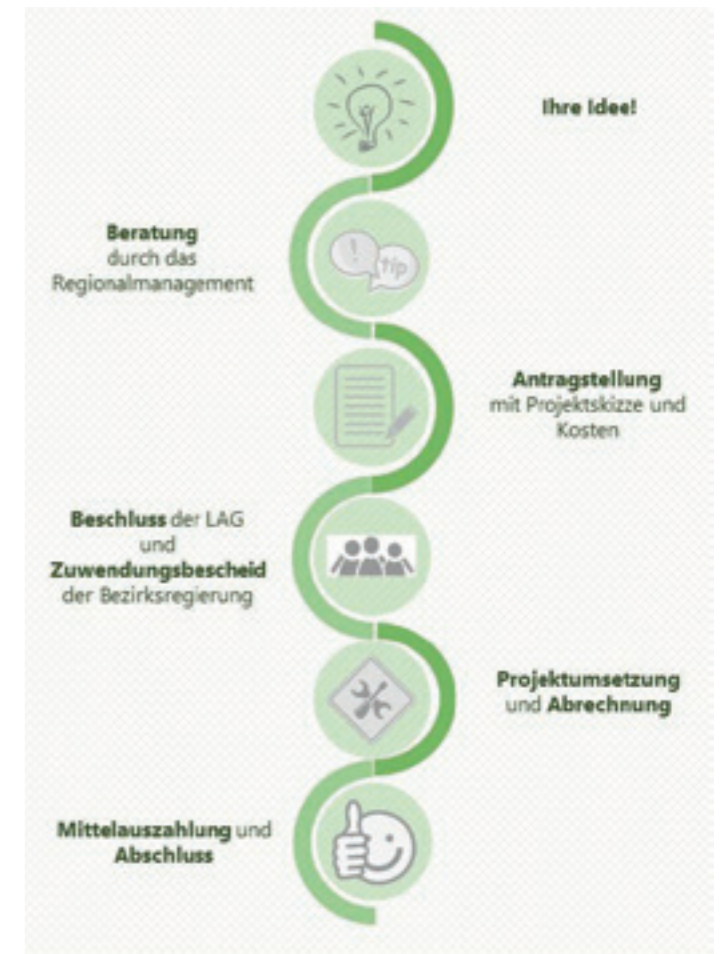 Ihre Idee!
Beratung
durch das
Regionalmanagement
!
tip
Antragstellung
mit Projektskizze und
Kosten
Beschluss der LAG
und
Zuwendungsbescheid
der Bezirksregierung
Projektumsetzung
und Abrechnung
Mittelauszahlung und
Abschluss